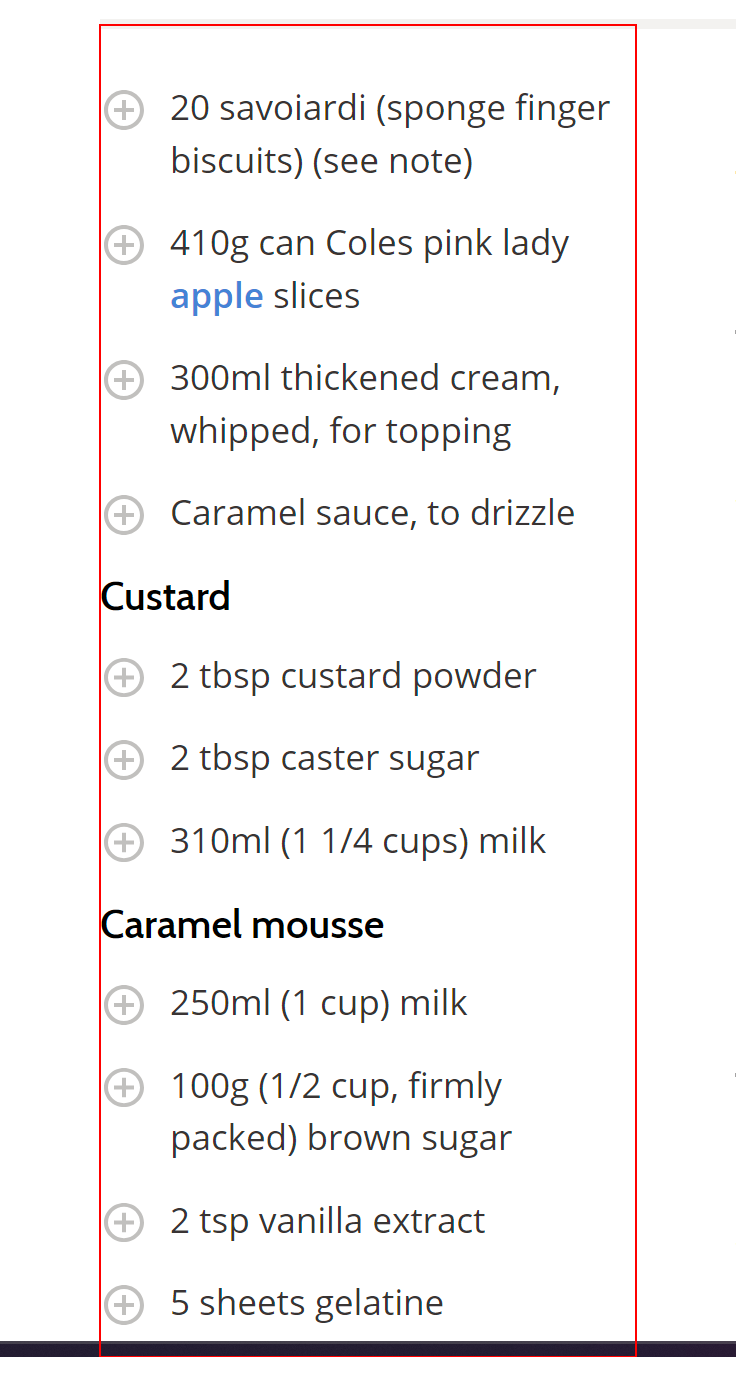 20 savoiardi (sponge finger
biscuits) (see note)
410g can Coles pink lady
apple slices
300ml thickened cream,
whipped, for topping
Caramel sauce, to drizzle
Custard
2 tbsp custard powder
2 tbsp caster sugar
310ml (1 1/4 cups) milk
Caramel mousse
250ml (1 cup) milk
100g (1/2 cup, firmly
packed) brown sugar
2 tsp vanilla extract
5 sheets gelatine